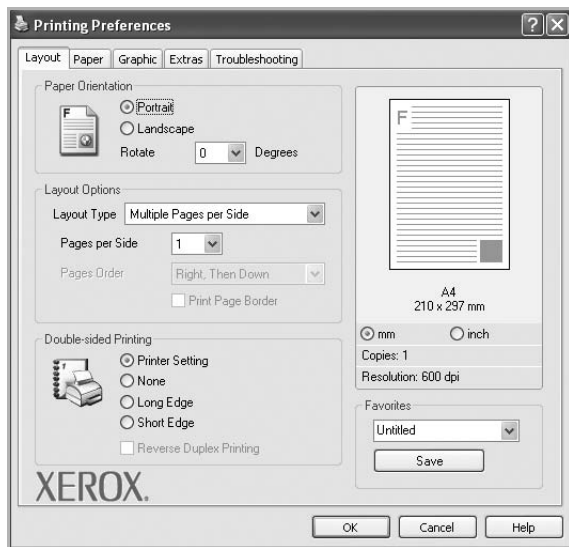 Printing Preferences
Layout Paper Graphic Extras Troubleshooting
Paper Orientation
F
Portrait
Landscape
Rotate 0 Degrees
Layout Options
Layout Type Multiple Pages per Side
Pages per Side 1
Pages Order Right, Then Down
Print Page Border
Double-sided Printing
Printer Setting
None
Long Edge
Short Edge
Reverse Duplex Printing
XEROX.
F
A4
210 x 297 mm
mm inch
Copies: 1
Resolution: 600 dpi
Favorites
Untitled
Save
OK Cancel Help